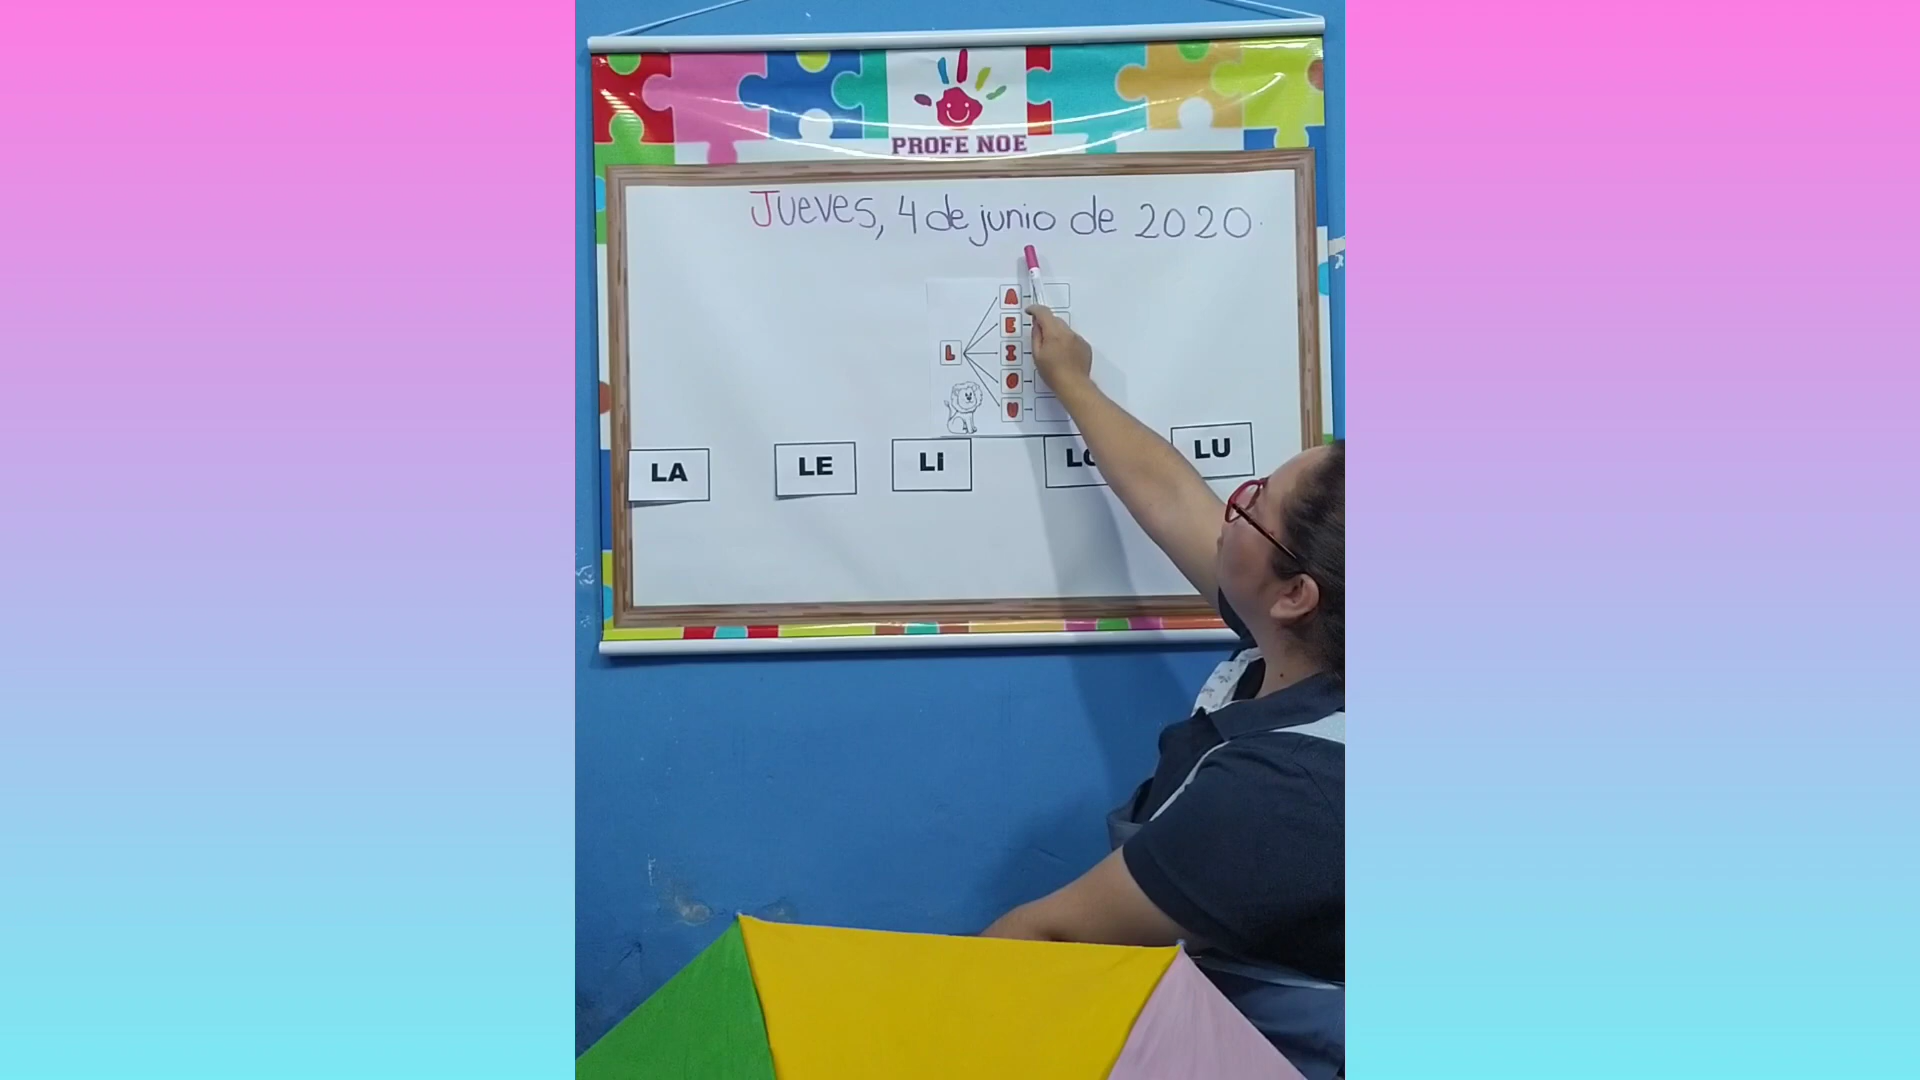 PROFE NOE
Jueves, 4 de junio de 2020.
A
E
L I
O
U
LA LE Li LU